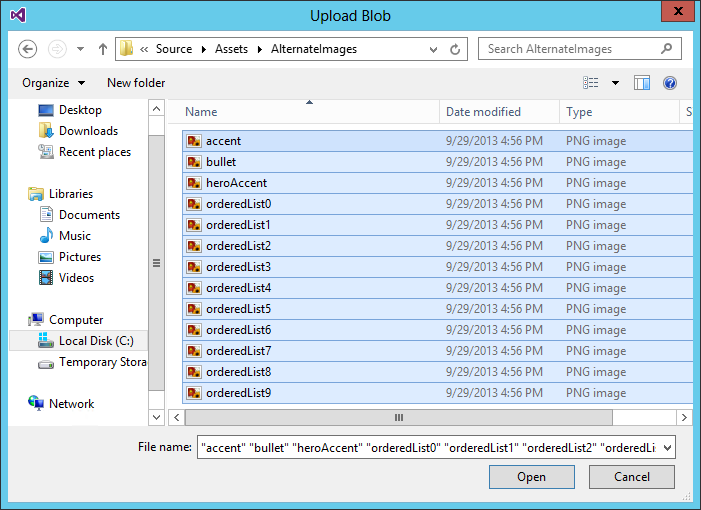 Upload Blob
« Source Assets AlternateImages
Search AlternateImages
Organize New folder
Name Date modified Type S
Desktop
Downloads
Recent places
Libraries
Documents
Music
Pictures
Videos
Computer
Local Disk (C:)
Temporary Stora
Network
accent 9/29/2013 4:56 PM PNG image
bullet 9/29/2013 4:56 PM PNG image
heroAccent 9/29/2013 4:56 PM PNG image
orderedList0 9/29/2013 4:56 PM PNG image
orderedList1 9/29/2013 4:56 PM PNG image
orderedList2 9/29/2013 4:56 PM PNG image
orderedList3 9/29/2013 4:56 PM PNG image
orderedList4 9/29/2013 4:56 PM PNG image
orderedList5 9/29/2013 4:56 PM PNG image
orderedList6 9/29/2013 4:56 PM PNG image
orderedList7 9/29/2013 4:56 PM PNG image
orderedList8 9/29/2013 4:56 PM PNG image
orderedList9 9/29/2013 4:56 PM PNG image
File name: "accent" "bullet" "heroAccent" "orderedList0" "orderedList1" "orderedList2" "orderedLi
Open Cancel